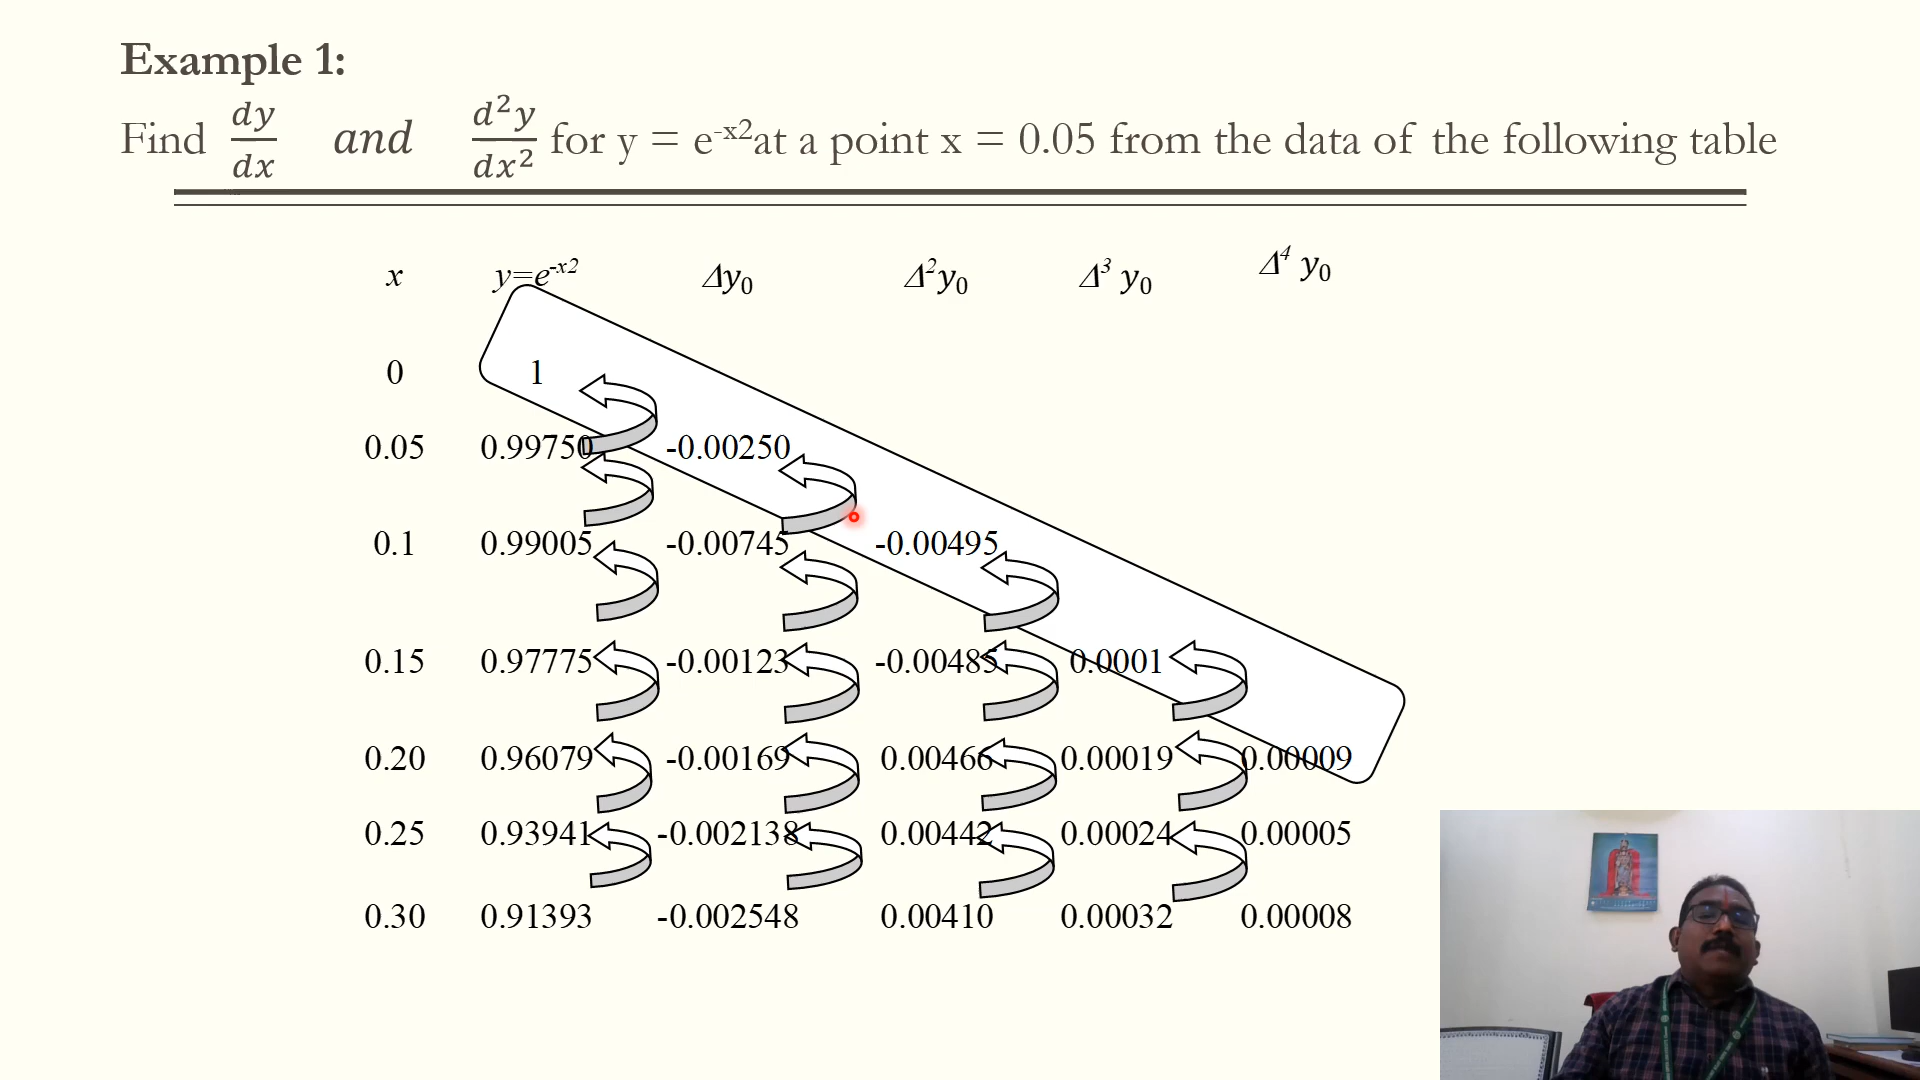 Example 1:
Find dy/dx and d²y/dx² for y = e^-x2 at a point x = 0.05 from the data of the following table
x y=e^-x2 Δy₀ Δ²y₀ Δ³ y₀ Δ⁴ y₀
0 1
0.05 0.99750 -0.00250
0.1 0.99005 -0.00745 -0.00495
0.15 0.97775 -0.00123 -0.00485 0.0001
0.20 0.96079 -0.00169 0.00466 0.00019 0.00009
0.25 0.93941 -0.002138 0.00442 0.00024 0.00005
0.30 0.91393 -0.002548 0.00410 0.00032 0.00008